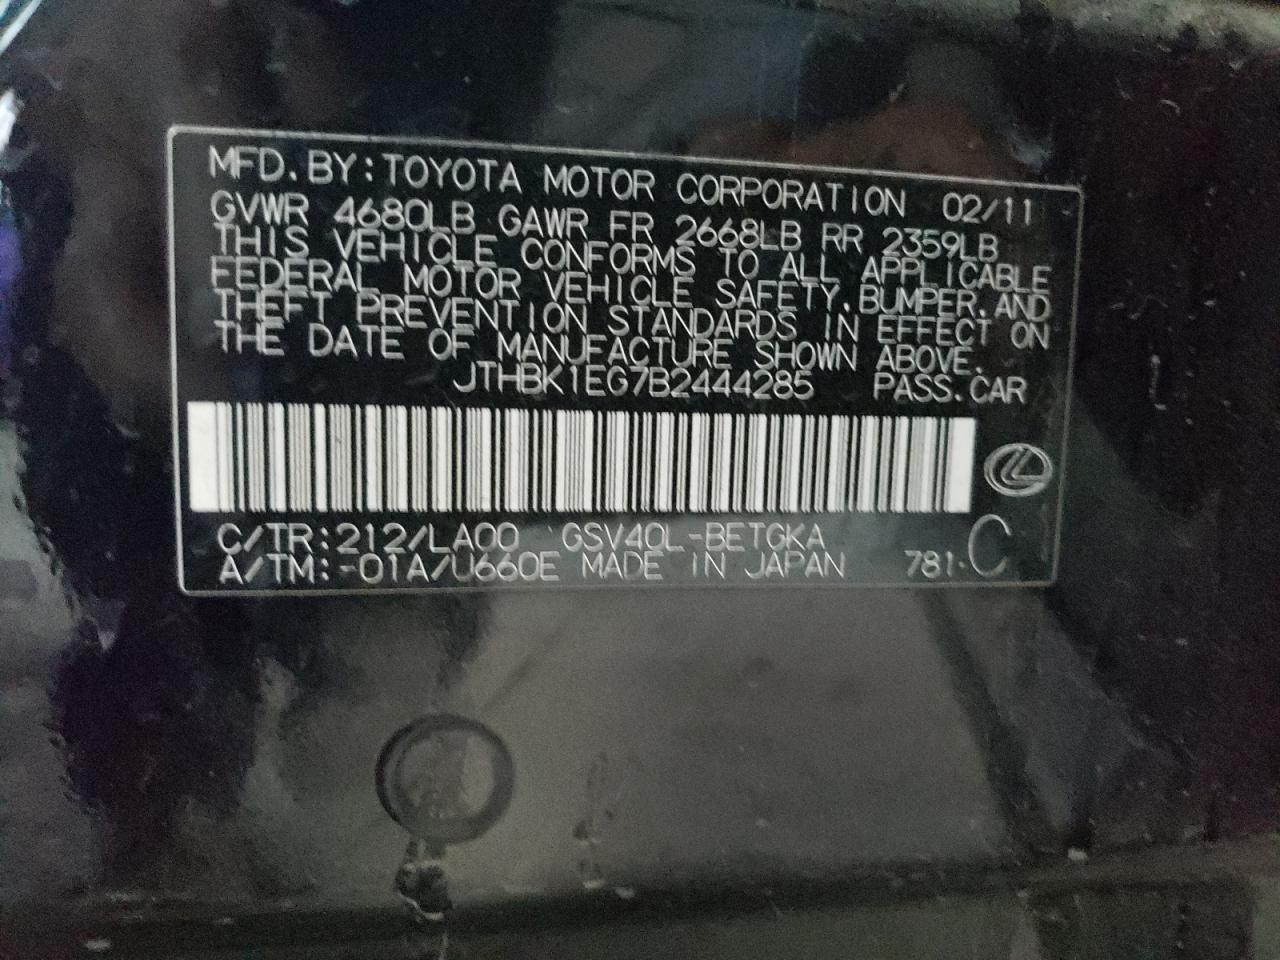 MFD.BY:TOYOTA MOTOR CORPORATION 02/11
GVWR 4680LB GAWR FR 2668LB RR 2359LB
THIS VEHICLE CONFORMS TO ALL APPLICABLE
FEDERAL MOTOR VEHICLE SAFETY,BUMPER,AND
THEFT PREVENTION STANDARDS IN EFFECT ON
THE DATE OF MANUFACTURE SHOWN ABOVE.
JTHBK1EG7B2444285 PASS.CAR
C/TR:212/LA00 GSV40L-BETGKA
A/TM:-01A/U660E MADE IN JAPAN 781.C